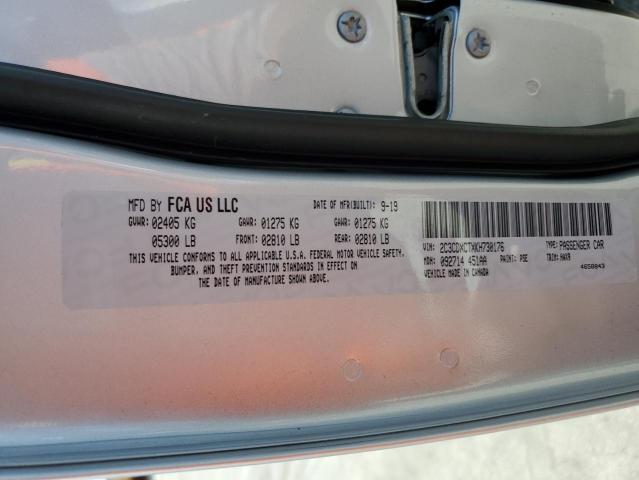 MFD BY FCA US LLC DATE OF MFR(BUILT): 9-19
GVWR: 02405 KG GAWR: 01275 KG GAWR: 01275 KG
05300 LB FRONT: 02810 LB REAR: 02810 LB
THIS VEHICLE CONFORMS TO ALL APPLICABLE U.S.A. FEDERAL MOTOR VEHICLE SAFETY,
BUMPER, AND THEFT PREVENTION STANDARDS IN EFFECT ON
THE DATE OF MANUFACTURE SHOWN ABOVE.
VIN: 2C3CDXCTXKH730176 TYPE: PASSENGER CAR
MDH: 092714 451AA PAINT: PSE TRIM: HAX9
VEHICLE MADE IN CANADA 4658843